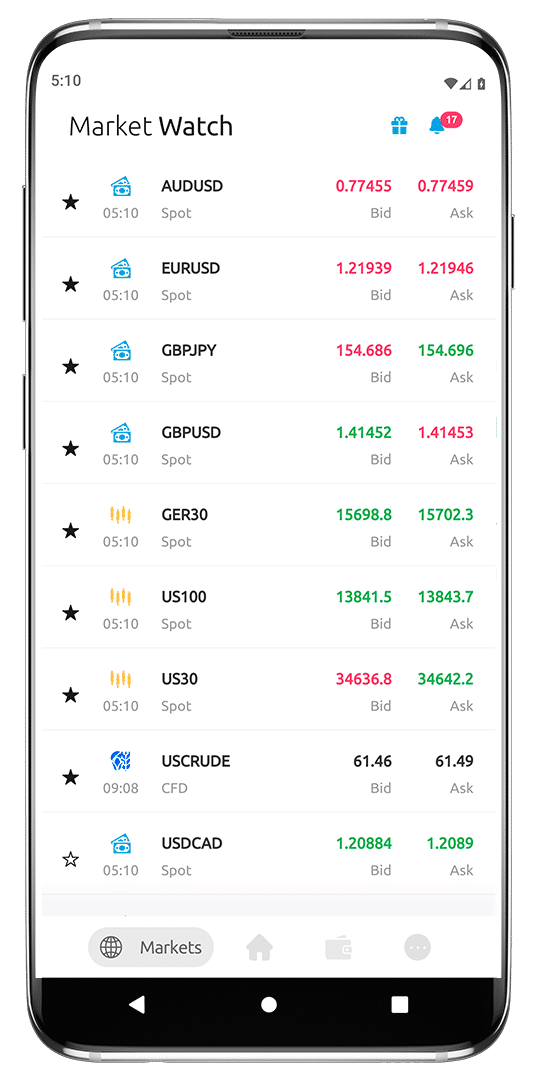 5:10
Market Watch
17
AUDUSD 0.77455 0.77459
05:10 Spot Bid Ask
EURUSD 1.21939 1.21946
05:10 Spot Bid Ask
GBPJPY 154.686 154.696
05:10 Spot Bid Ask
GBPUSD 1.41452 1.41453
05:10 Spot Bid Ask
GER30 15698.8 15702.3
05:10 Spot Bid Ask
US100 13841.5 13843.7
05:10 Spot Bid Ask
US30 34636.8 34642.2
05:10 Spot Bid Ask
USCRUDE 61.46 61.49
09:08 CFD Bid Ask
USDCAD 1.20884 1.2089
05:10 Spot Bid Ask
Markets